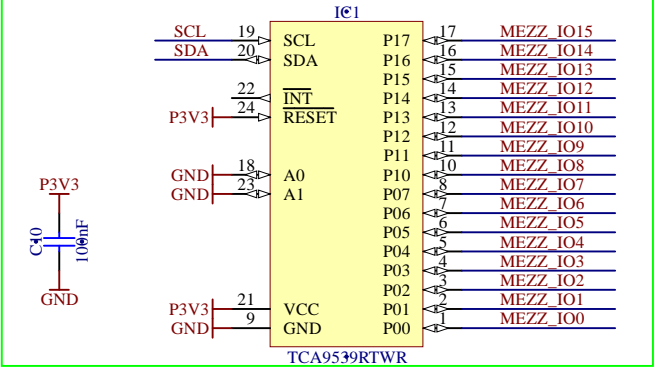 IC1
SCL 19 SCL P17 17 MEZZ_IO15
SDA 20 SDA P16 16 MEZZ_IO14
P15 15 MEZZ_IO13
22 INT P14 14 MEZZ_IO12
P3V3 24 RESET P13 13 MEZZ_IO11
P12 12 MEZZ_IO10
P11 11 MEZZ_IO9
GND 18 A0 P10 10 MEZZ_IO8
GND 23 A1 P07 8 MEZZ_IO7
P06 7 MEZZ_IO6
P05 6 MEZZ_IO5
P04 5 MEZZ_IO4
P03 4 MEZZ_IO3
P02 3 MEZZ_IO2
P3V3 21 VCC P01 2 MEZZ_IO1
GND 9 GND P00 1 MEZZ_IO0
TCA9539RTWR
P3V3
C10
100nF
GND